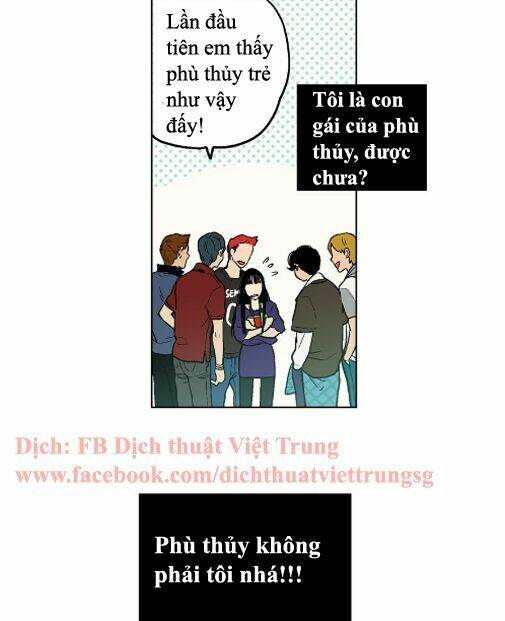 Lần đầu
tiên em thấy
phù thủy trẻ
như vậy
đấy!
Tôi là con
gái của phù
thủy, được
chưa?
SEM
Dịch: FB Dịch thuật Việt Trung
www.facebook.com/dichthuatviettrungsg
Phù thủy không
phải tôi nhá!!!